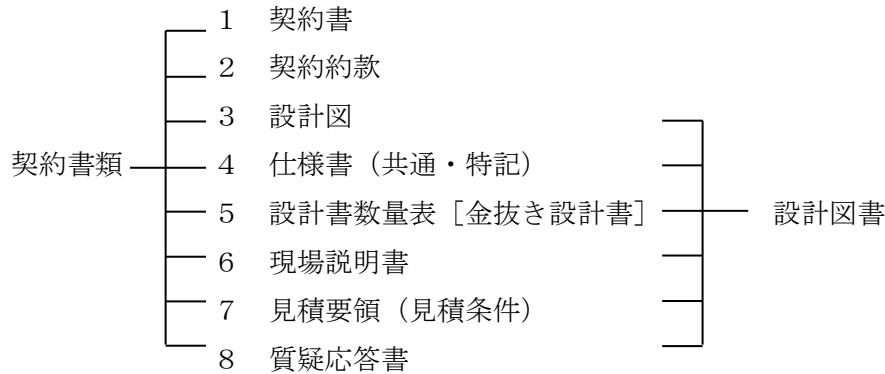 1 契約書
2 契約約款
3 設計図
契約書類 4 仕様書（共通・特記）
5 設計書数量表［金抜き設計書］ 設計図書
6 現場説明書
7 見積要領（見積条件）
8 質疑応答書